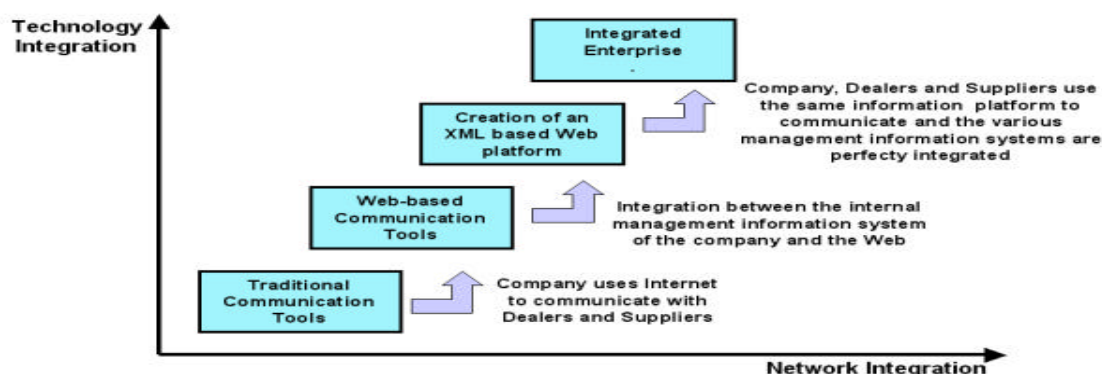 Technology
Integration
Integrated
Enterprise
.
Company, Dealers and Suppliers use
the same information platform to
communicate and the various
management information systems are
perfecty integrated
Creation of an
XML based Web
platform
Web-based
Communication
Tools
Integration between the internal
management information system
of the company and the Web
Traditional
Communication
Tools
Company uses Internet
to communicate with
Dealers and Suppliers
Network Integration